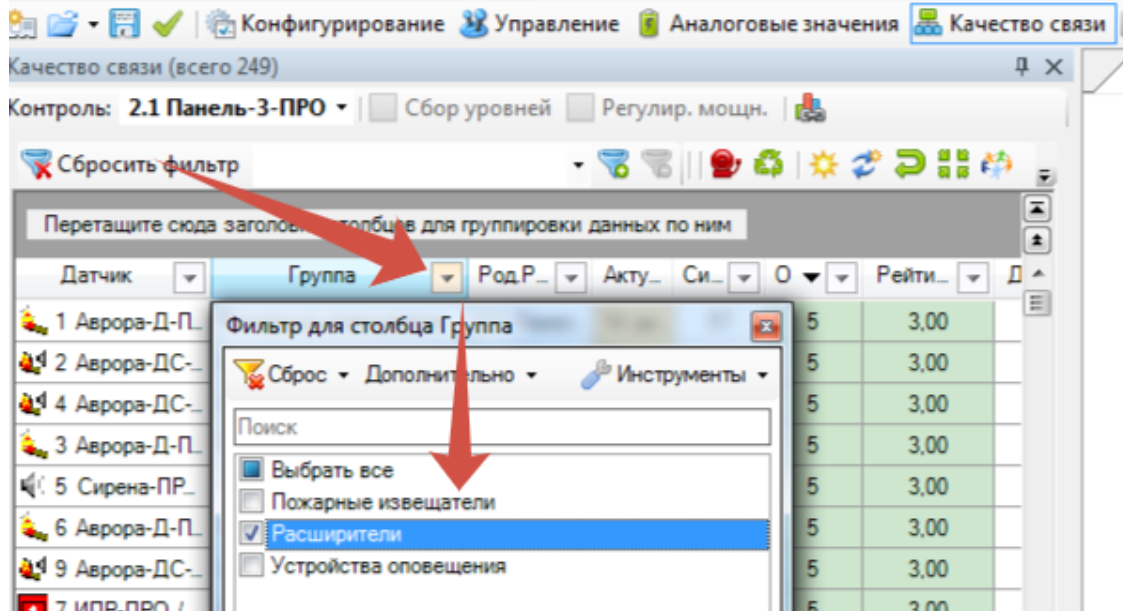 Конфигурирование Управление Аналоговые значения Качество связи
Качество связи (всего 249)
Контроль: 2.1 Панель-3-ПРО Сбор уровней Регулир. мощн.
Сбросить фильтр
Перетащите сюда заголовки столбцов для группировки данных по ним
Датчик Группа Род.Р... Акту... Си... О Рейти... Д
1 Аврора-Д-П... 5 3,00
Фильтр для столбца Группа
2 Аврора-ДС-... 5 3,00
Сброс Дополнительно Инструменты
4 Аврора-ДС-... 5 3,00
Поиск
3 Аврора-Д-П... 5 3,00
Выбрать все
5 Сирена-ПР... 5 3,00
Пожарные извещатели
6 Аврора-Д-П... 5 3,00
Расширители
9 Аврора-ДС-... 5 3,00
Устройства оповещения
7 ИПР-ПРО / 5 3,00